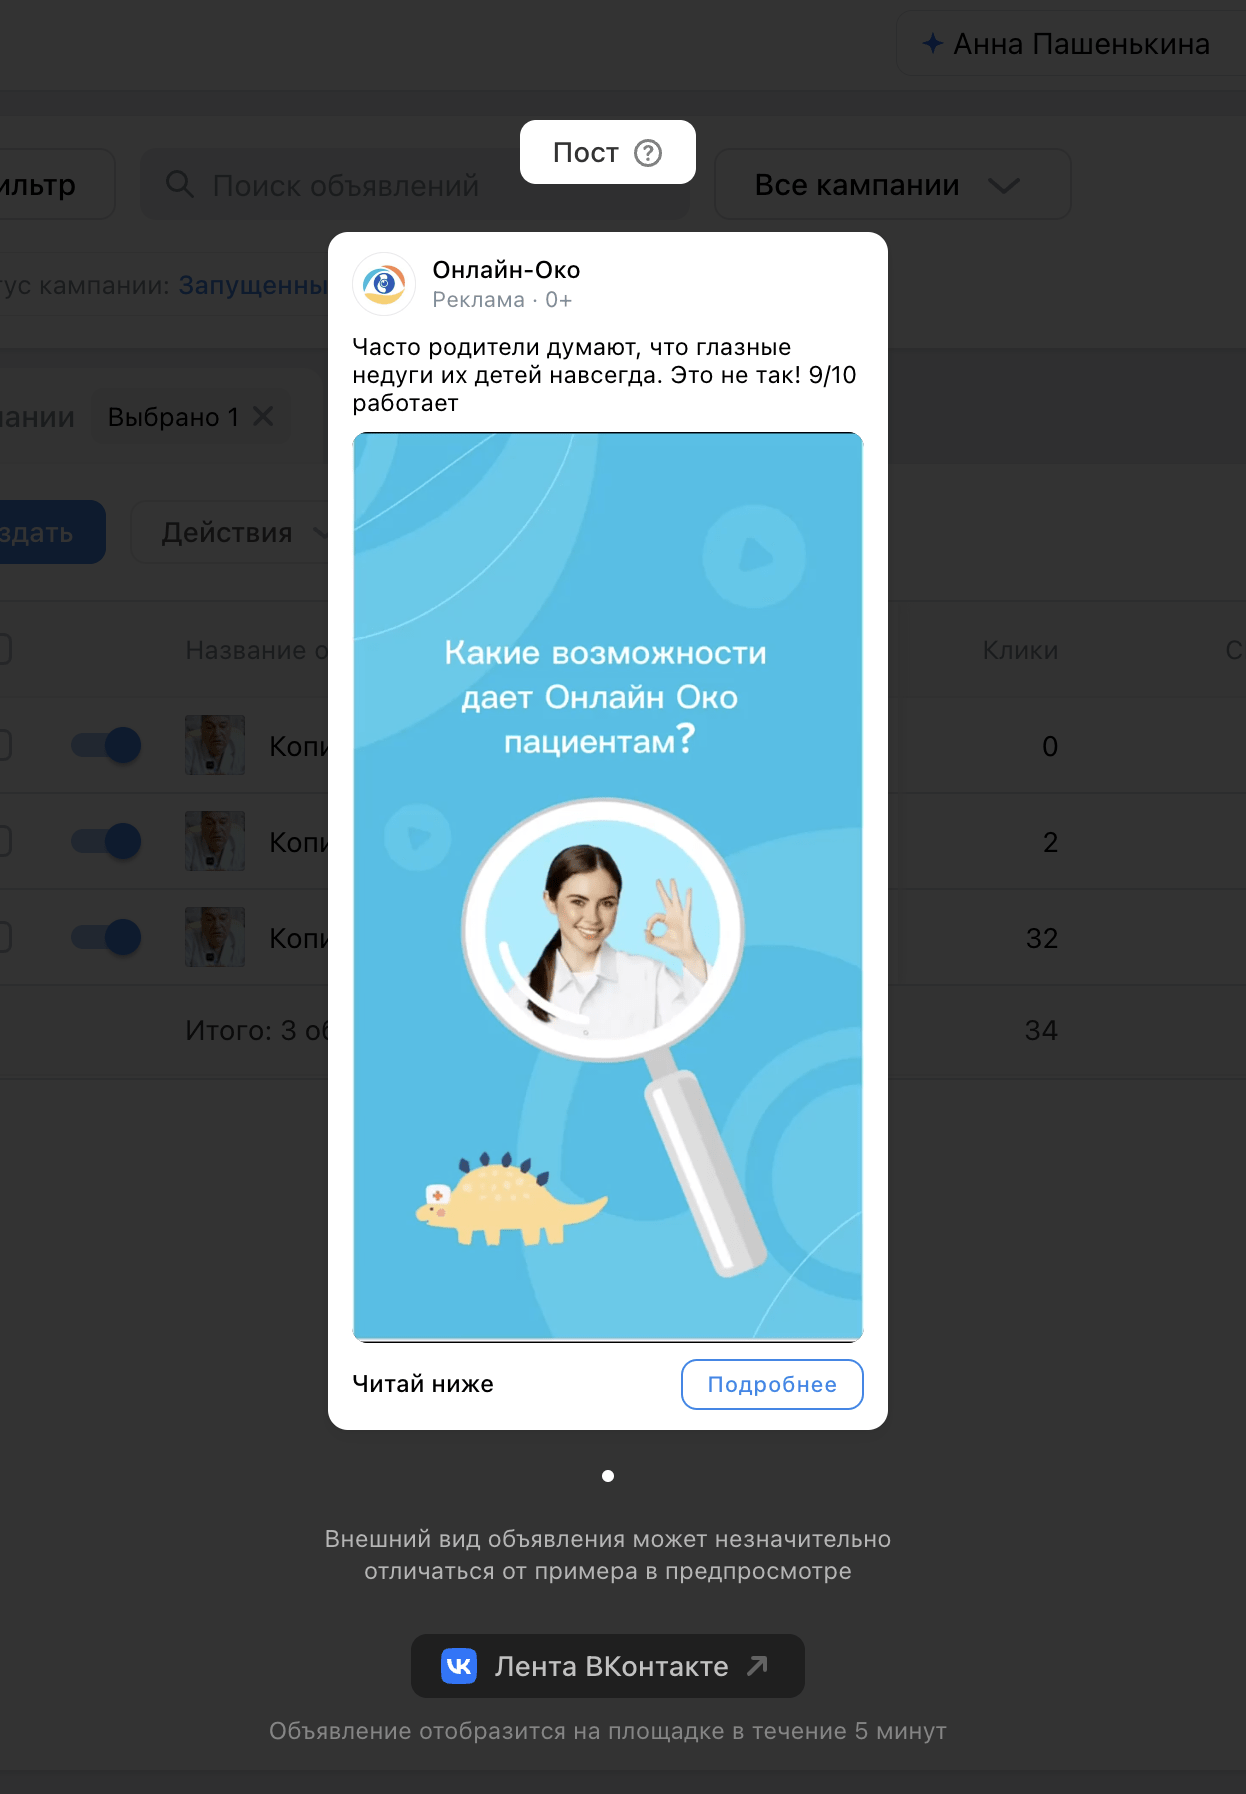 Анна Пашенькина
Пост
ильтр
Поиск объявлений
Все кампании
Онлайн-Око
Реклама · 0+
тус кампании: Запущенны
Часто родители думают, что глазные
недуги их детей навсегда. Это не так! 9/10
работает
пании
Выбрано 1
здать
Действия
Какие возможности
дает Онлайн Око
пациентам?
Название о
Клики
С
Копи
0
Копи
2
Копи
32
Итого: 3 об
34
Читай ниже
Подробнее
Внешний вид объявления может незначительно
отличаться от примера в предпросмотре
Лента ВКонтакте
Объявление отобразится на площадке в течение 5 минут